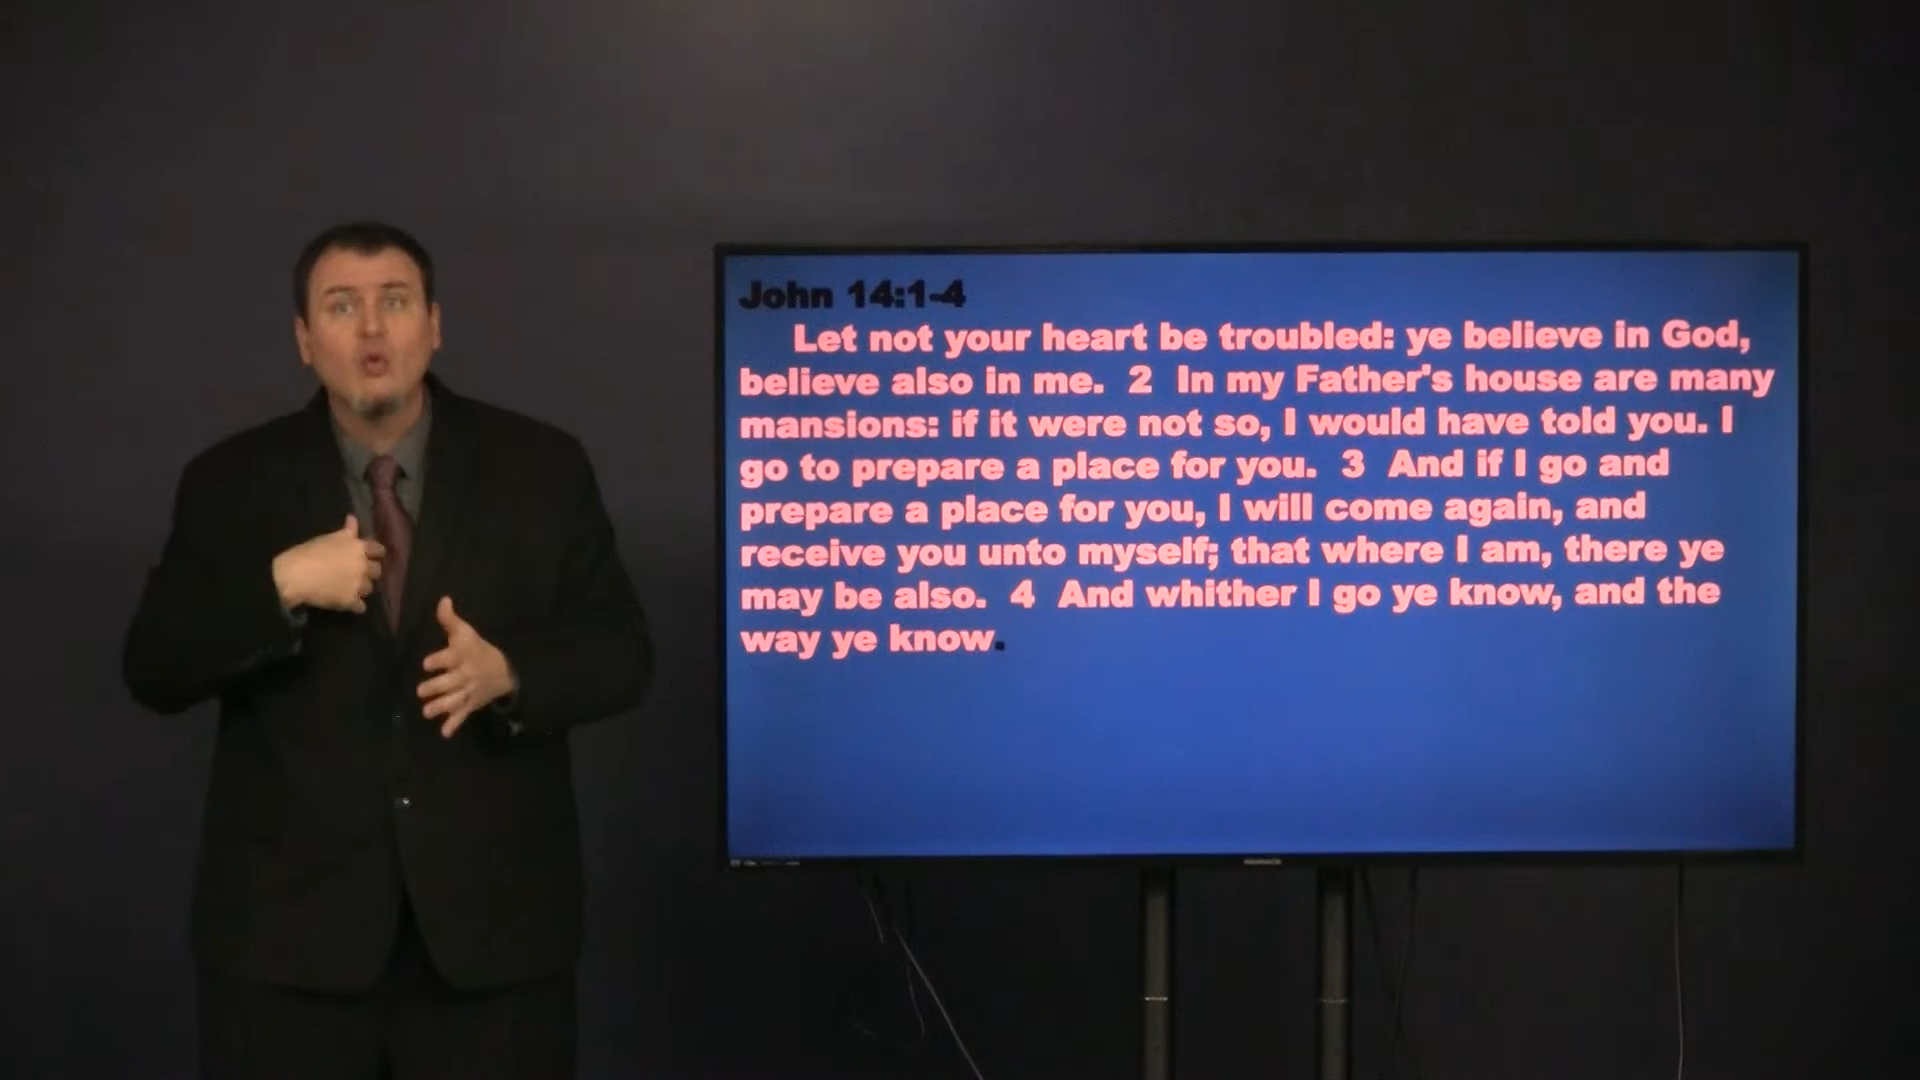 John 14:1-4
Let not your heart be troubled: ye believe in God,
believe also in me. 2 In my Father's house are many
mansions: if it were not so, I would have told you. I
go to prepare a place for you. 3 And if I go and
prepare a place for you, I will come again, and
receive you unto myself; that where I am, there ye
may be also. 4 And whither I go ye know, and the
way ye know.